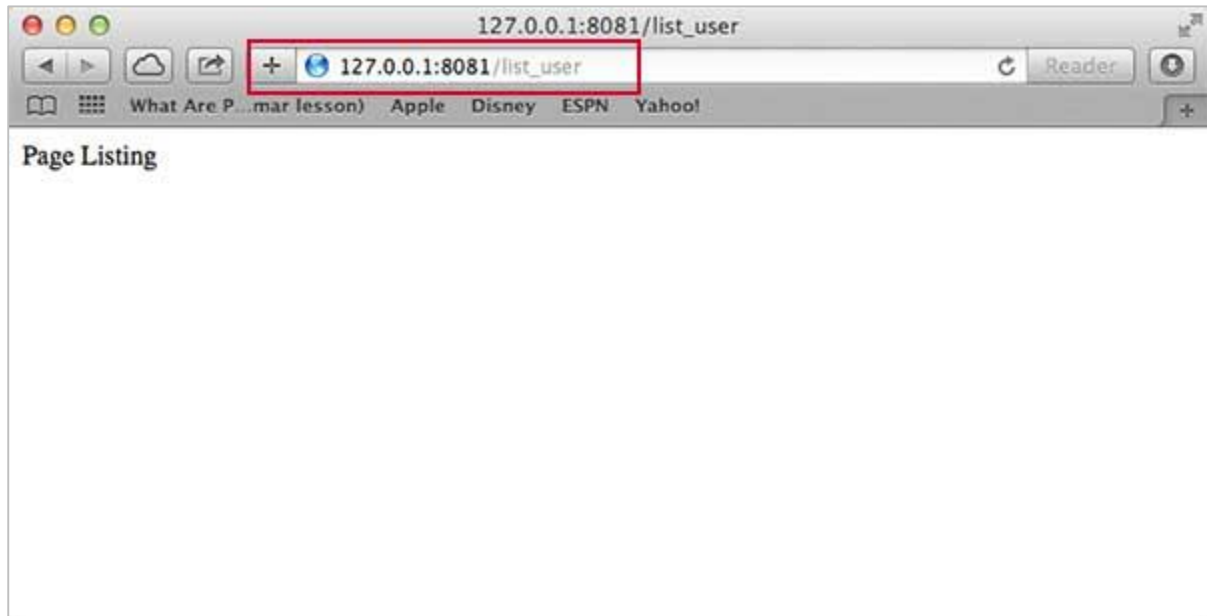 127.0.0.1:8081/list_user
127.0.0.1:8081/list_user
Reader
What Are P...mar lesson) Apple Disney ESPN Yahoo!
Page Listing